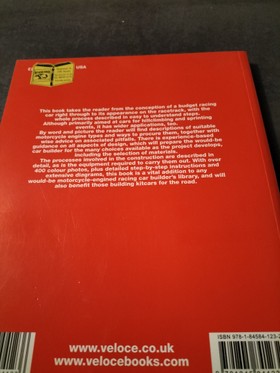 USA
This book takes the reader from the conception of a budget racing
car right through to its appearance on the racetrack, with the
whole process described in easy to understand steps.
Although primarily aimed at cars for hillclimbing and sprinting
events, it has wider applications, too.
By word and picture the reader will find descriptions of suitable
motorcycle engine types and ways to procure them, together with
wise advice on associated pitfalls. There is experience-based
guidance on all aspects of design, which will prepare the would-be
car builder for the many choices available as the project develops,
including the selection of materials.
The processes involved in the construction are described in
detail, as is the equipment required to carry them out. With over
400 colour photos, plus detailed step-by-step instructions and
extensive diagrams, this book is a vital addition to any
would-be motorcycle-engined racing car builder's library, and will
also benefit those building kitcars for the road.
www.veloce.co.uk
www.velocebooks.com
ISBN 978-1-84584-123-